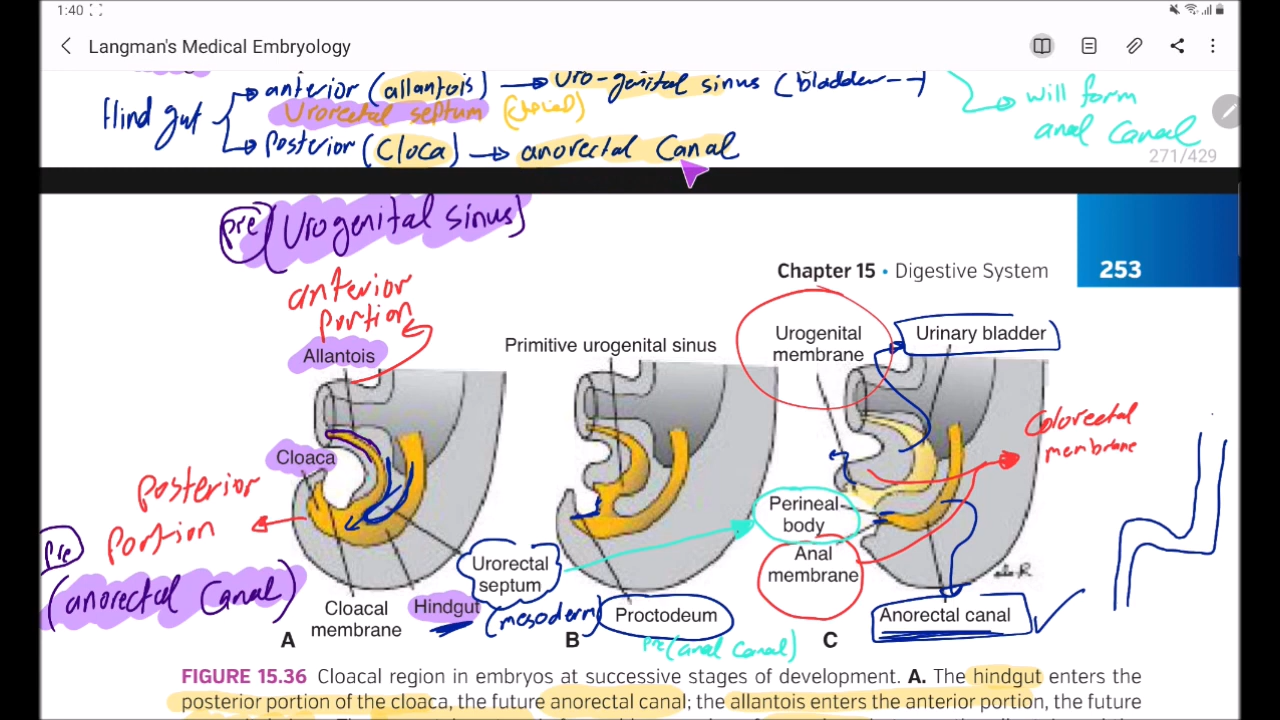 1:40
Langman's Medical Embryology
Hind gut
anterior (allantois) → uro-genital sinus (bladder--)
Urorectal septum
Posterior (Cloca) → anorectal Canal
will form
anal Canal
271/429
pre (Urogenital sinus)
Chapter 15 • Digestive System 253
anterior
portion
Allantois
Primitive urogenital sinus
Urogenital
membrane
Urinary bladder
Colorectal
membrane
Cloaca
Posterior
portion
pre
(anorectal Canal)
Perineal
body
Urorectal
septum
Anal
membrane
Cloacal
membrane
Hindgut
(mesoderm)
Proctodeum
pre (anal Canal)
Anorectal canal
A
B
C
FIGURE 15.36 Cloacal region in embryos at successive stages of development. A. The hindgut enters the
posterior portion of the cloaca, the future anorectal canal; the allantois enters the anterior portion, the future